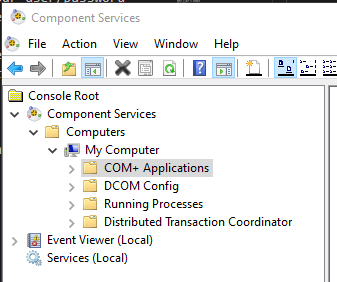 Component Services
File Action View Window Help
Console Root
Component Services
Computers
My Computer
COM+ Applications
DCOM Config
Running Processes
Distributed Transaction Coordinator
Event Viewer (Local)
Services (Local)